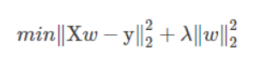 min‖Xw − y‖₂² + λ‖w‖₂²